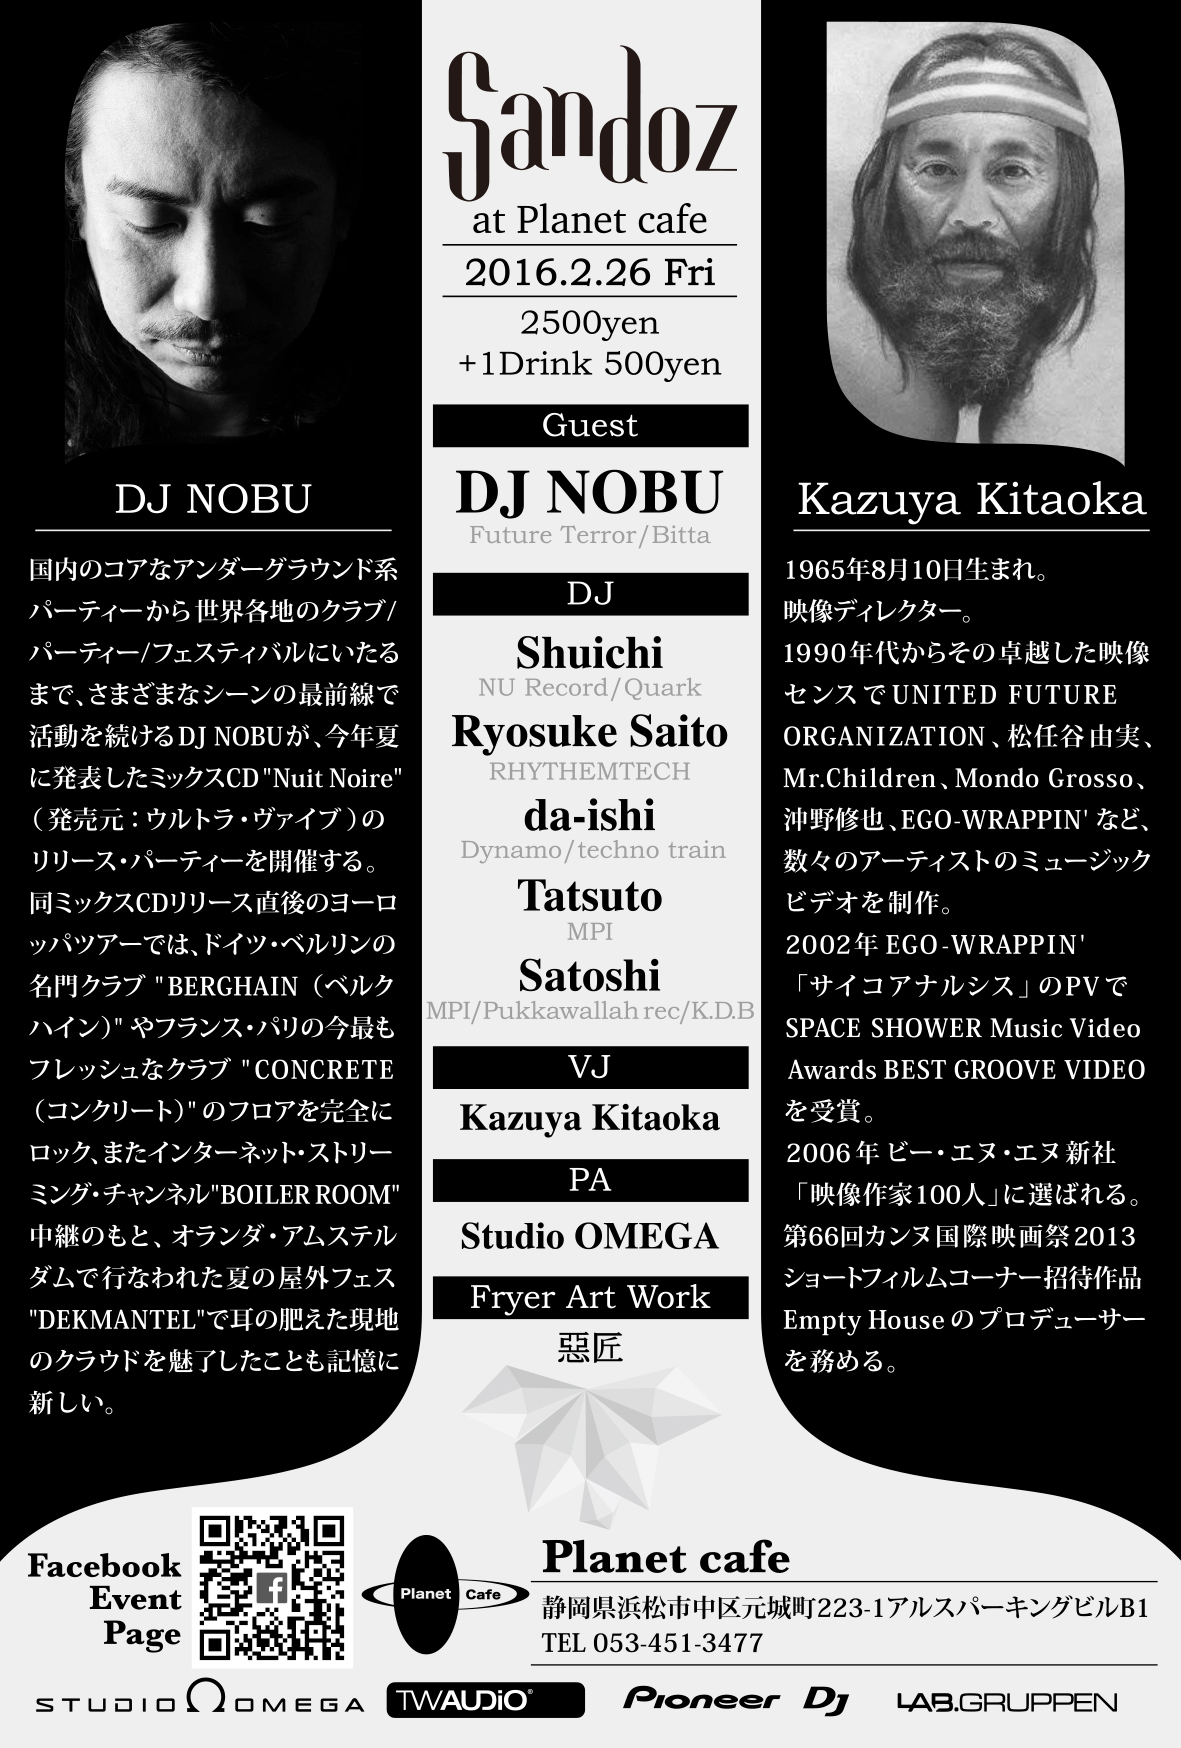 Sandoz
at Planet cafe
2016.2.26 Fri
2500yen
+1Drink 500yen
Guest
DJ NOBU
Future Terror/Bitta
DJ
Shuichi
NU Record/Quark
Ryosuke Saito
RHYTHEMTECH
da-ishi
Dynamo/techno train
Tatsuto
MPI
Satoshi
MPI/Pukkawallah rec/K.D.B
VJ
Kazuya Kitaoka
PA
Studio OMEGA
Fryer Art Work
惡匠
DJ NOBU
国内のコアなアンダーグラウンド系
パーティーから世界各地のクラブ/
パーティー/フェスティバルにいたる
まで、さまざまなシーンの最前線で
活動を続けるDJ NOBUが、今年夏
に発表したミックスCD"Nuit Noire"
(発売元：ウルトラ・ヴァイブ)の
リリース・パーティーを開催する。
同ミックスCDリリース直後のヨーロ
ッパツアーでは、ドイツ・ベルリンの
名門クラブ "BERGHAIN（ベルク
ハイン）" やフランス・パリの今最も
フレッシュなクラブ "CONCRETE
（コンクリート）" のフロアを完全に
ロック、またインターネット・ストリー
ミング・チャンネル"BOILER ROOM"
中継のもと、オランダ・アムステル
ダムで行なわれた夏の屋外フェス
"DEKMANTEL"で耳の肥えた現地
のクラウドを魅了したことも記憶に
新しい。
Kazuya Kitaoka
1965年8月10日生まれ。
映像ディレクター。
1990年代からその卓越した映像
センスでUNITED FUTURE
ORGANIZATION、松任谷由実、
Mr.Children、Mondo Grosso、
沖野修也、EGO-WRAPPIN' など、
数々のアーティストのミュージック
ビデオを制作。
2002年 EGO-WRAPPIN'
「サイコアナルシス」のPVで
SPACE SHOWER Music Video
Awards BEST GROOVE VIDEO
を受賞。
2006年 ビー・エヌ・エヌ新社
「映像作家100人」に選ばれる。
第66回カンヌ国際映画祭2013
ショートフィルムコーナー招待作品
Empty House のプロデューサー
を務める。
Facebook
Event
Page
Planet Cafe
Planet cafe
静岡県浜松市中区元城町223-1アルスパーキングビルB1
TEL 053-451-3477
STUDIO OMEGA
TWAUDiO®
Pioneer DJ
LAB.GRUPPEN